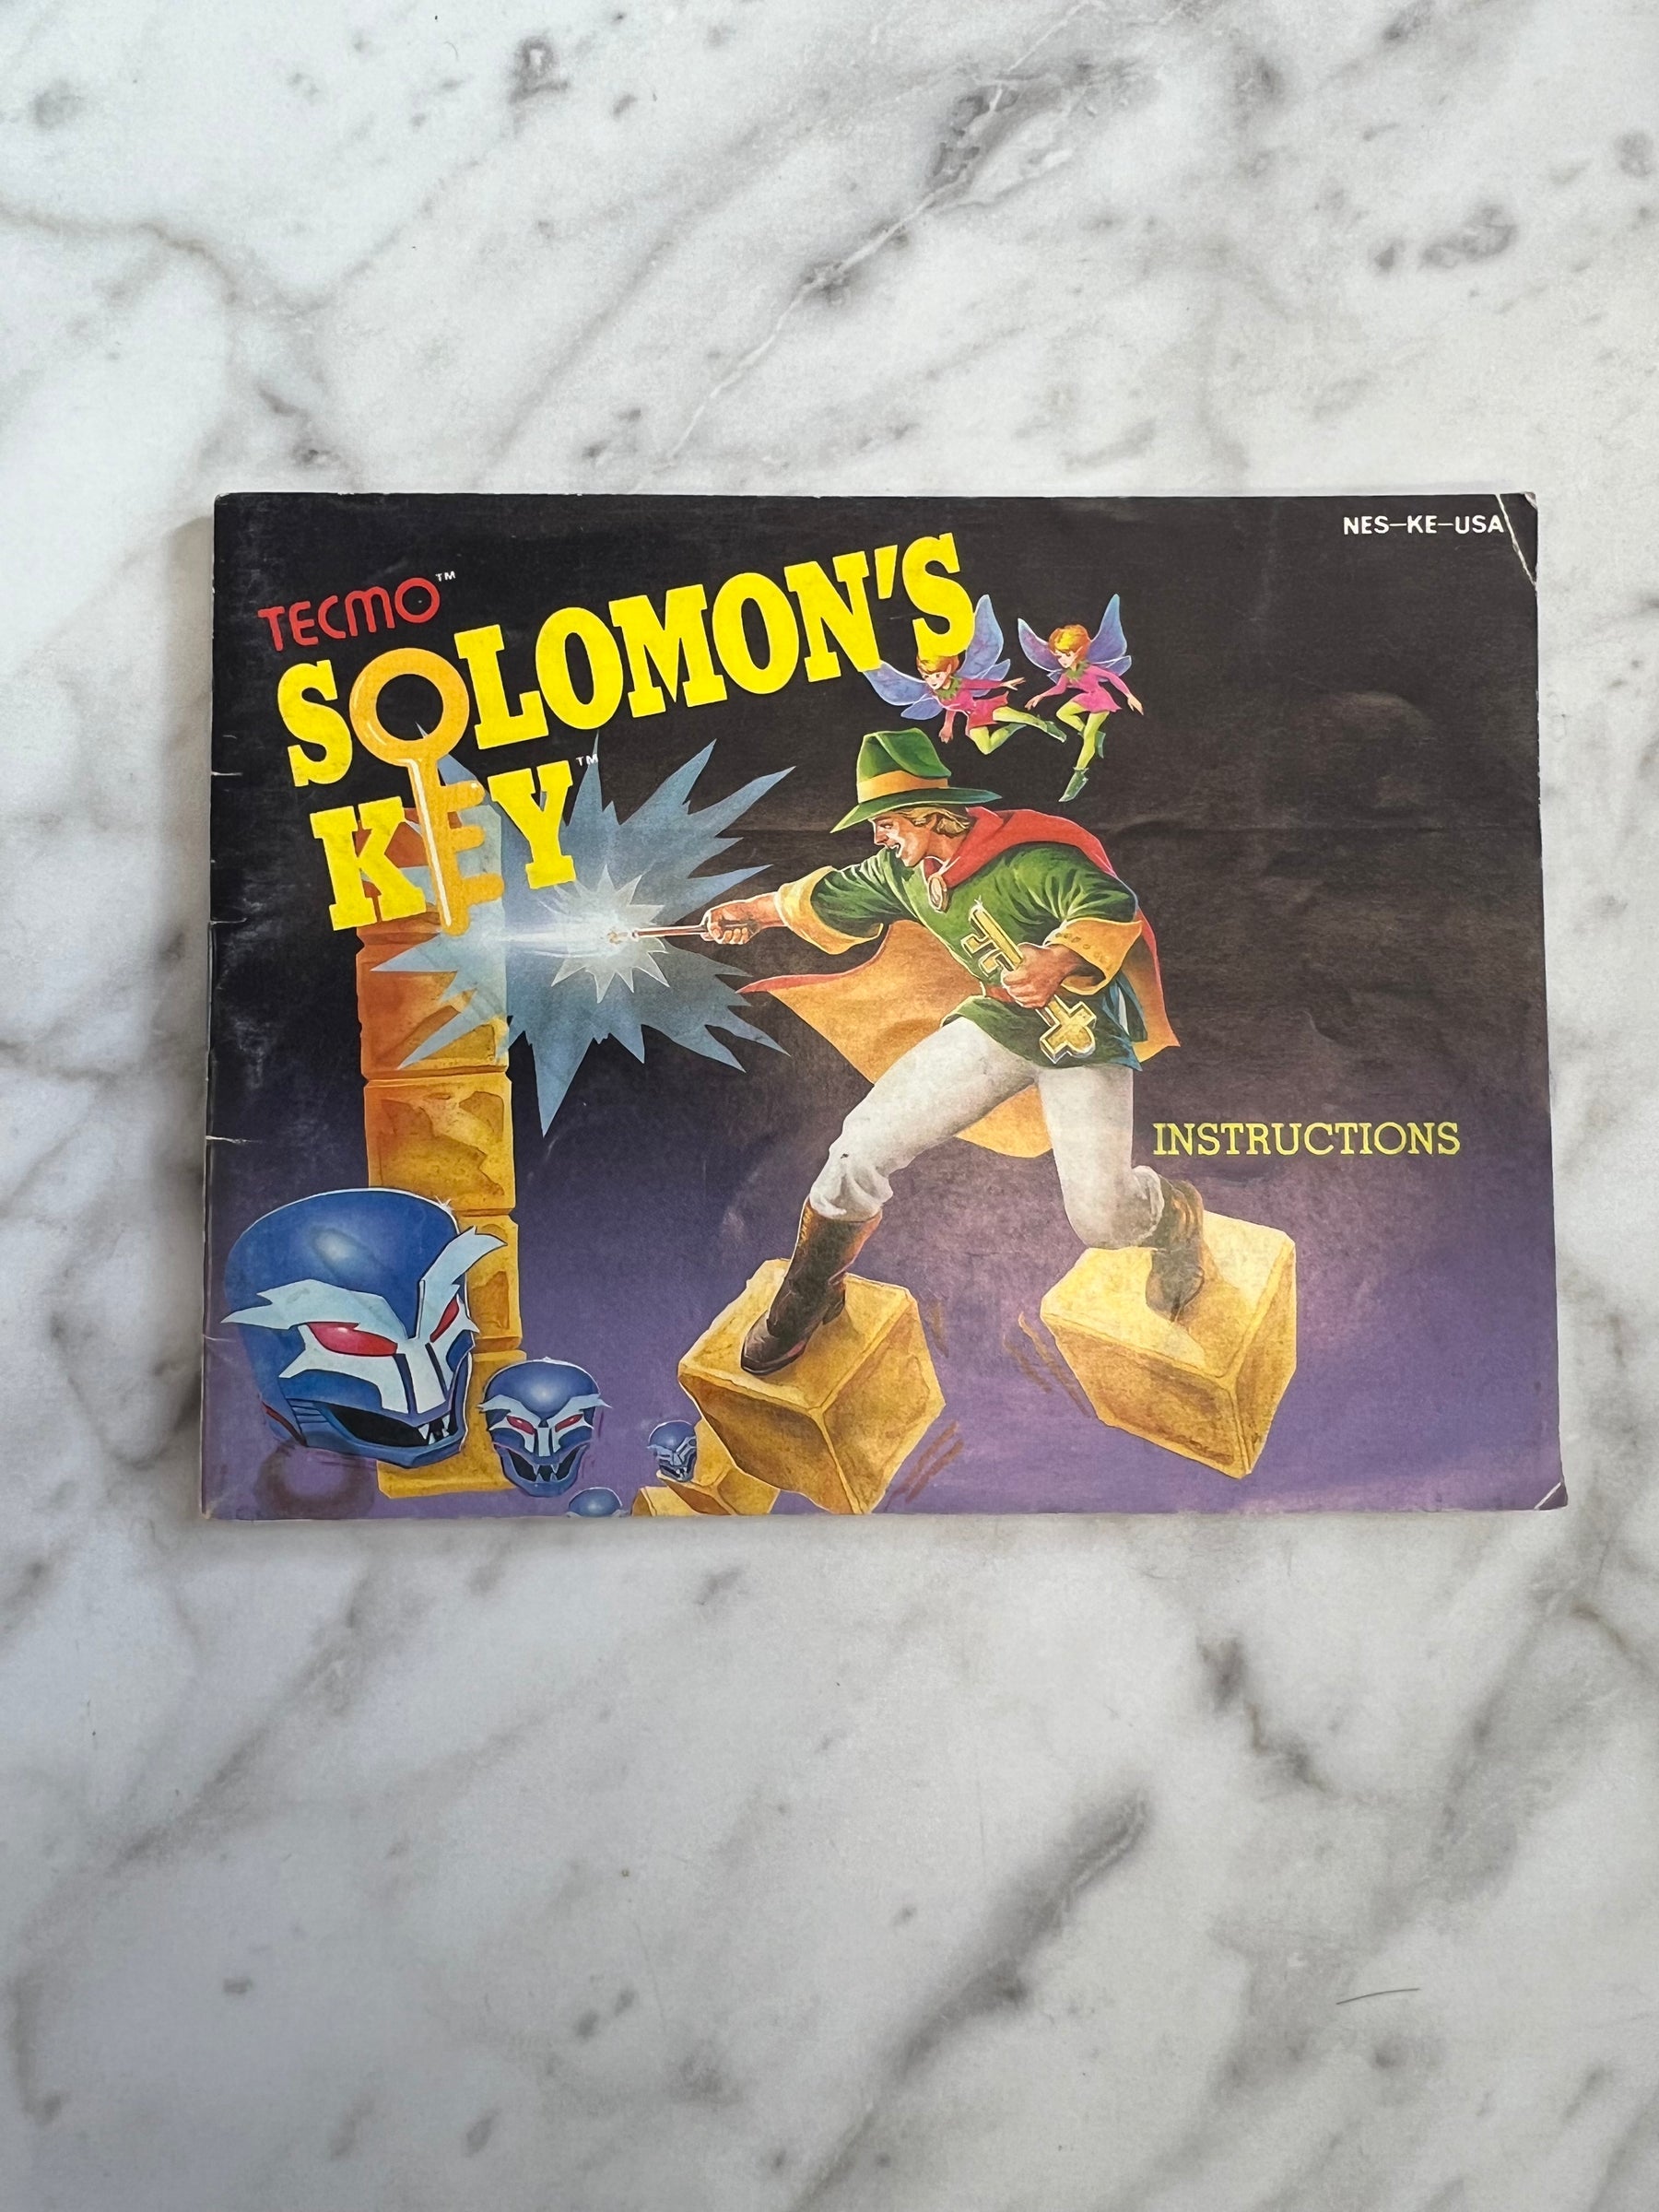 NES-KE-USA
TECMO™
SOLOMON'S
KEY™
INSTRUCTIONS